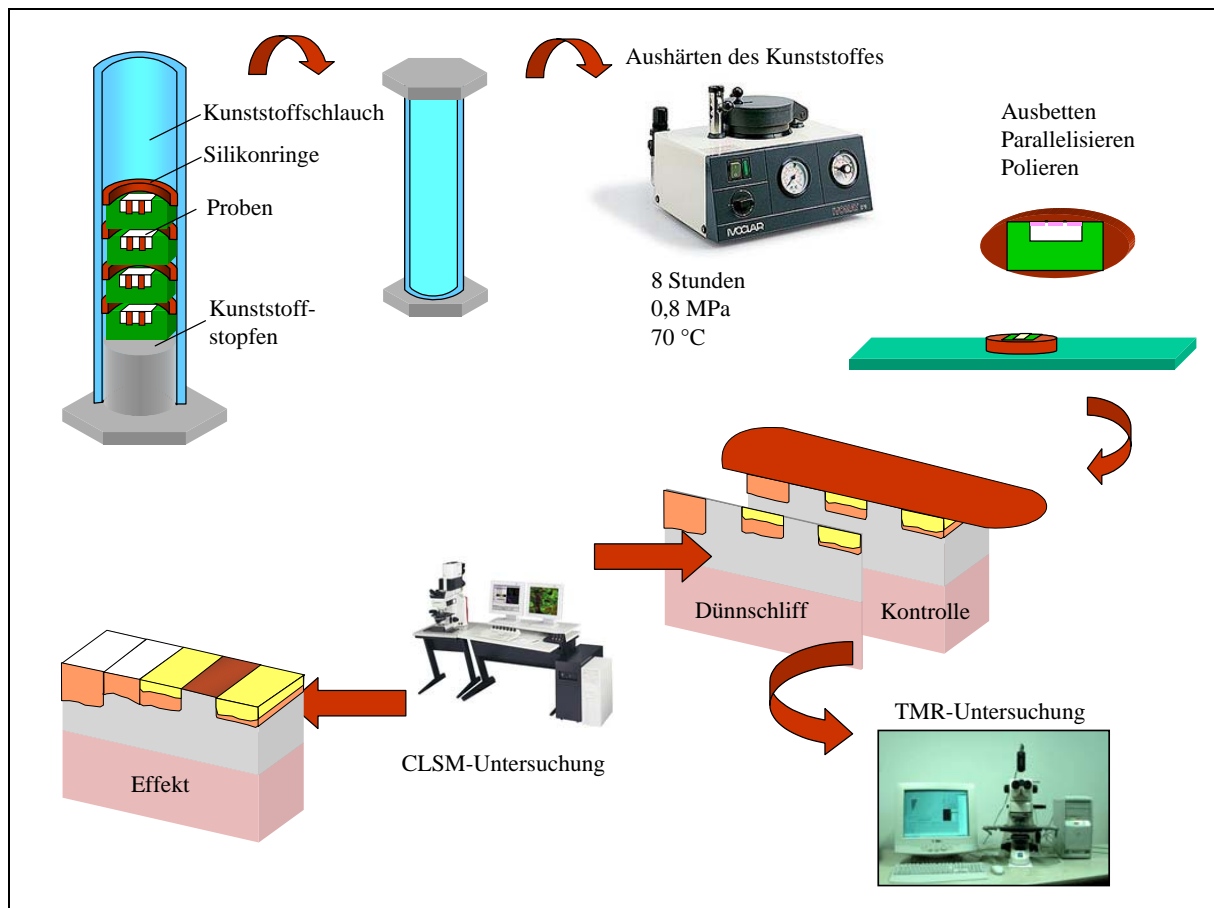 Aushärten des Kunststoffes
Kunststoffschlauch
Silikonringe
Proben
Kunststoff-
stopfen
IVOCLAR
8 Stunden
0,8 MPa
70 °C
Ausbetten
Parallelisieren
Polieren
Dünnschliff
Kontrolle
Effekt
CLSM-Untersuchung
TMR-Untersuchung